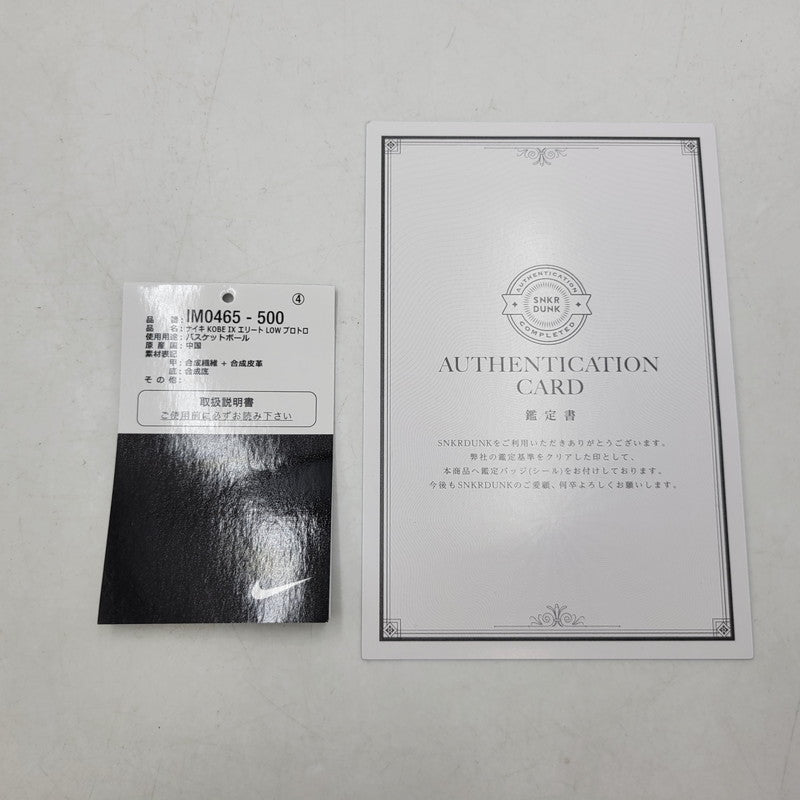 ④
品 番: IM0465 - 500
品 名: ナイキ KOBE IX エリート LOW プロトロ
使用用途: バスケットボール
原 産 国: 中国
素材表記:
甲: 合成繊維 + 合成皮革
底: 合成底
そ の 他:
取扱説明書
ご使用前に必ずお読み下さい
AUTHENTICATION
SNKR
DUNK
COMPLETED
AUTHENTICATION
CARD
鑑定書
SNKRDUNKをご利用いただきありがとうございます。
弊社の鑑定基準をクリアした印として、
本商品へ鑑定バッジ(シール)をお付けしております。
今後もSNKRDUNKのご愛顧、何卒よろしくお願いします。